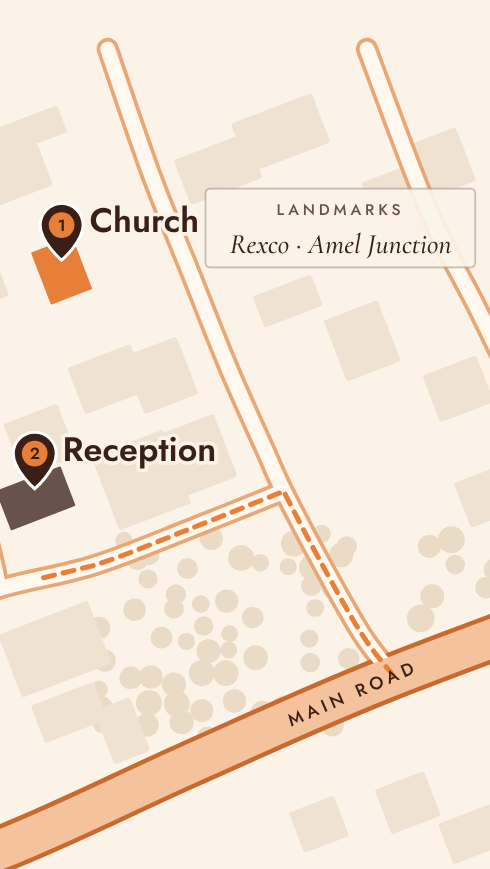 LANDMARKS
Rexco · Amel Junction
1
Church
2
Reception
MAIN ROAD